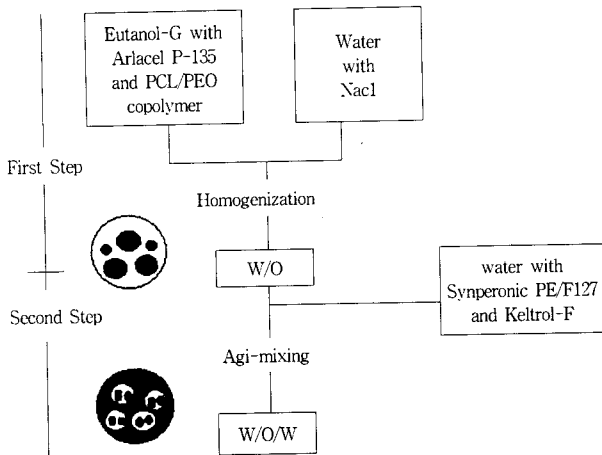 Eutanol-G with
Arlacel P-135
and PCL/PEO
copolymer
Water
with
Nacl
First Step
Homogenization
W/O
water with
Synperonic PE/F127
and Keltrol-F
Second Step
Agi-mixing
W/O/W